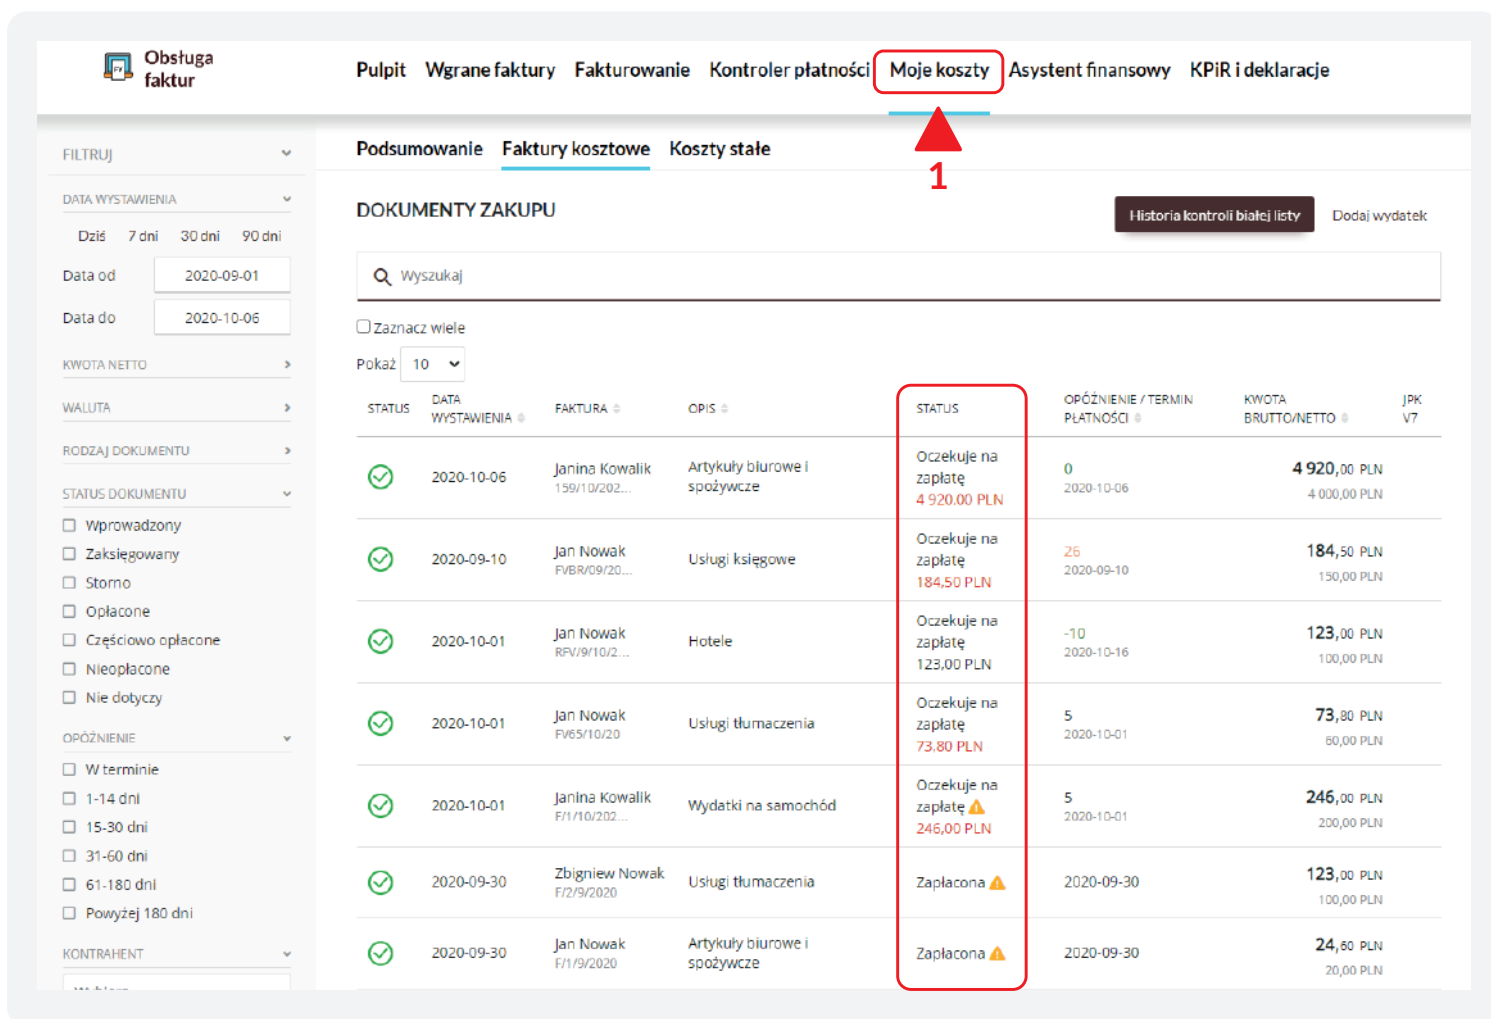 FV
Obsługa
faktur
Pulpit Wgrane faktury Fakturowanie Kontroler płatności Moje koszty Asystent finansowy KPiR i deklaracje
1
FILTRUJ
DATA WYSTAWIENIA
Dziś 7 dni 30 dni 90 dni
Data od 2020-09-01
Data do 2020-10-06
KWOTA NETTO
WALUTA
RODZAJ DOKUMENTU
STATUS DOKUMENTU
Wprowadzony
Zaksięgowany
Storno
Opłacone
Częściowo opłacone
Nieopłacone
Nie dotyczy
OPÓŹNIENIE
W terminie
1-14 dni
15-30 dni
31-60 dni
61-180 dni
Powyżej 180 dni
KONTRAHENT
Podsumowanie Faktury kosztowe Koszty stałe
DOKUMENTY ZAKUPU
Historia kontroli białej listy Dodaj wydatek
Wyszukaj
Zaznacz wiele
Pokaż 10
STATUS DATA WYSTAWIENIA FAKTURA OPIS STATUS OPÓŹNIENIE / TERMIN PŁATNOŚCI KWOTA BRUTTO/NETTO JPK V7
2020-10-06
Janina Kowalik
159/10/202...
Artykuły biurowe i
spożywcze
Oczekuje na
zapłatę
4 920.00 PLN
0
2020-10-06
4 920,00 PLN
4 000,00 PLN
2020-09-10
Jan Nowak
FVBR/09/20...
Usługi księgowe
Oczekuje na
zapłatę
184,50 PLN
26
2020-09-10
184,50 PLN
150,00 PLN
2020-10-01
Jan Nowak
RFV/9/10/2...
Hotele
Oczekuje na
zapłatę
123,00 PLN
-10
2020-10-16
123,00 PLN
100,00 PLN
2020-10-01
Jan Nowak
FV65/10/20
Usługi tłumaczenia
Oczekuje na
zapłatę
73,80 PLN
5
2020-10-01
73,80 PLN
60,00 PLN
2020-10-01
Janina Kowalik
F/1/10/202...
Wydatki na samochód
Oczekuje na
zapłatę
246,00 PLN
5
2020-10-01
246,00 PLN
200,00 PLN
2020-09-30
Zbigniew Nowak
F/2/9/2020
Usługi tłumaczenia
Zapłacona
2020-09-30
123,00 PLN
100,00 PLN
2020-09-30
Jan Nowak
F/1/9/2020
Artykuły biurowe i
spożywcze
Zapłacona
2020-09-30
24,60 PLN
20,00 PLN